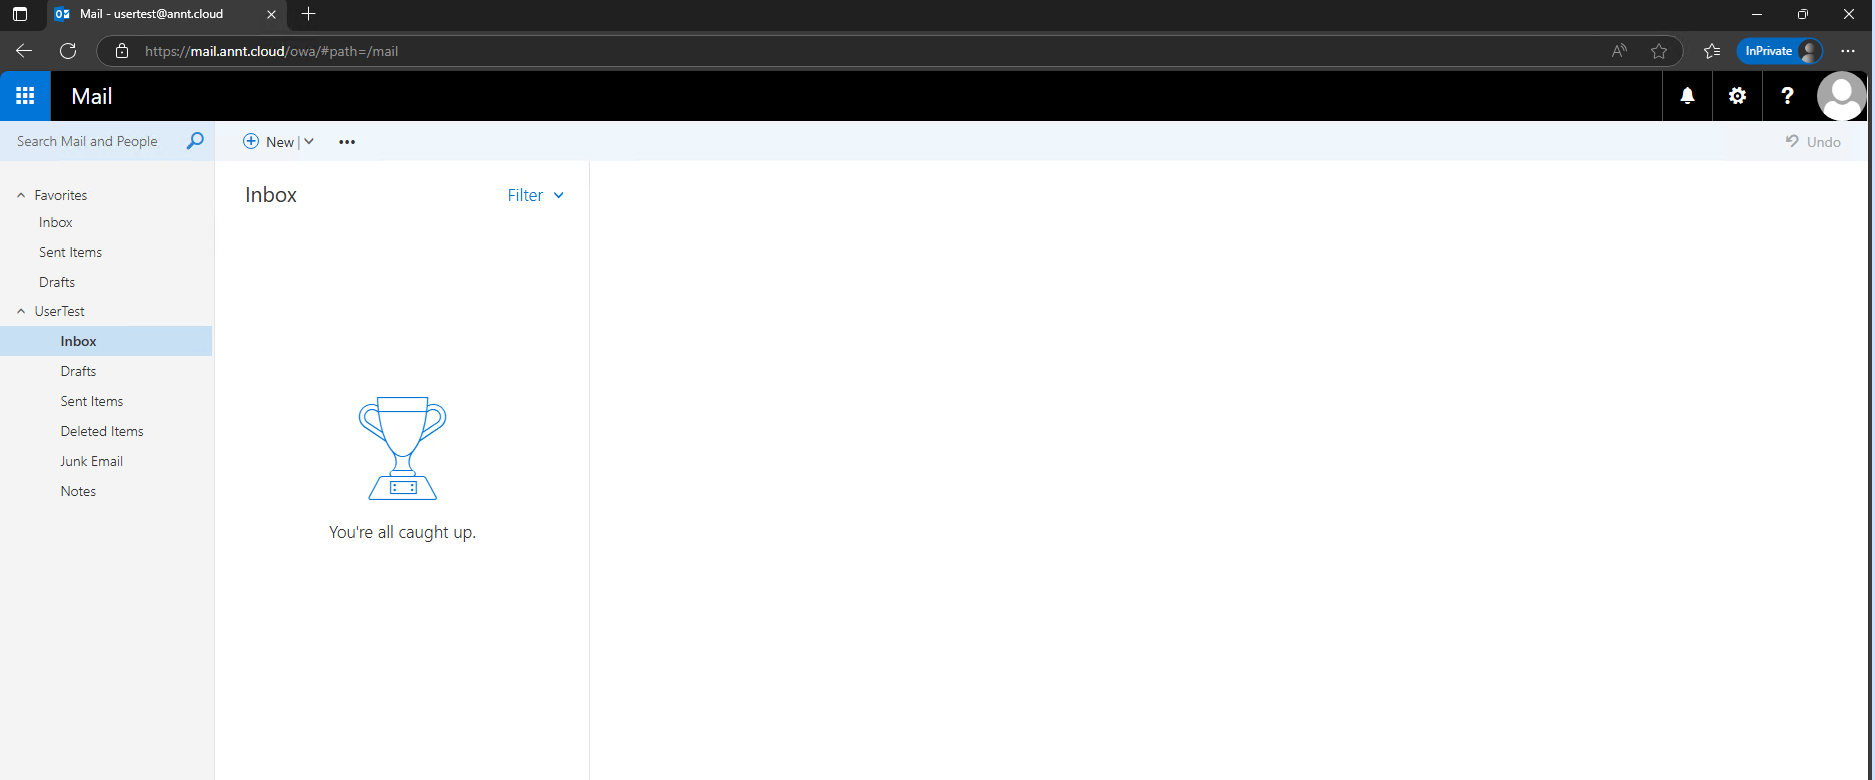 Mail - usertest@annt.cloud
https://mail.annt.cloud/owa/#path=/mail
InPrivate
Mail
?
Search Mail and People
New
Undo
Favorites
Inbox
Sent Items
Drafts
UserTest
Inbox
Drafts
Sent Items
Deleted Items
Junk Email
Notes
Inbox
Filter
You're all caught up.